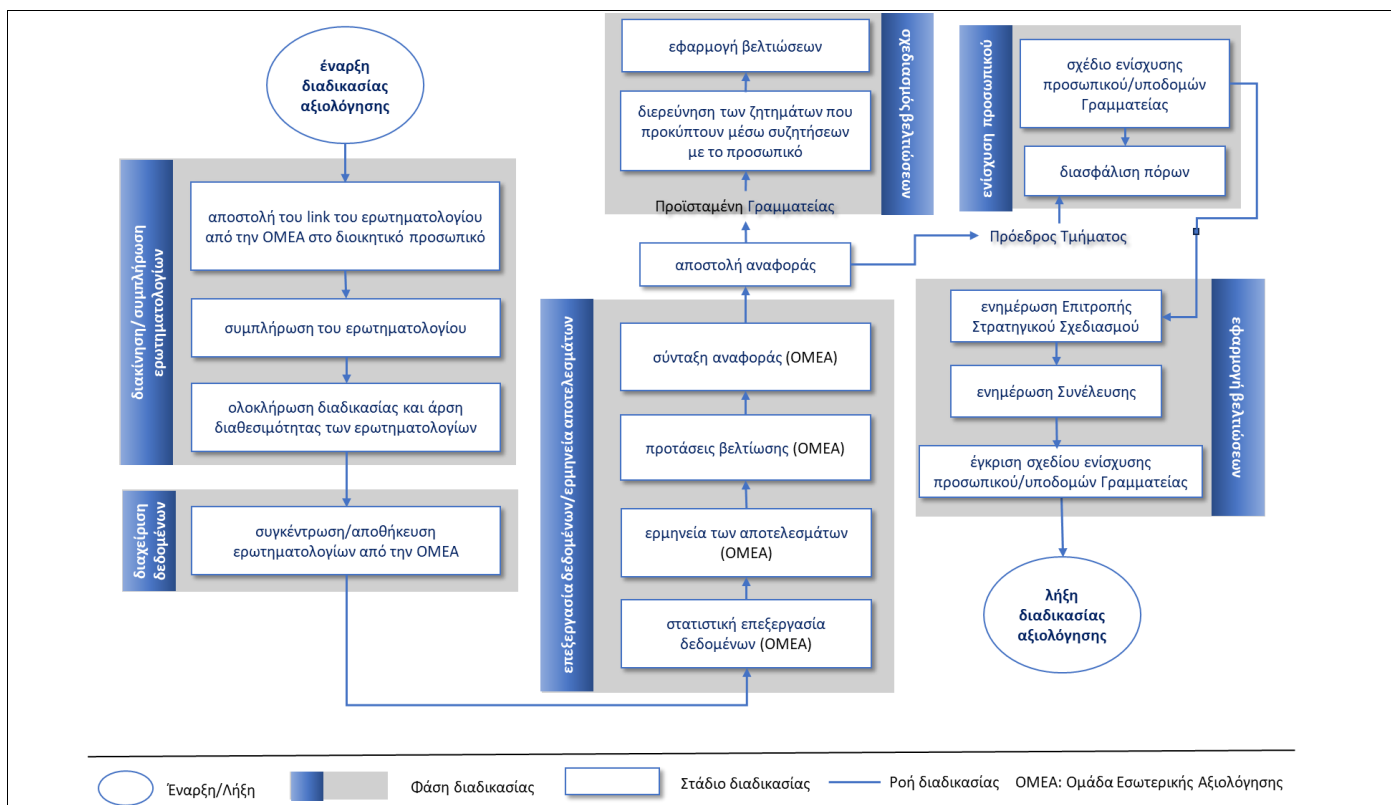 έναρξη
διαδικασίας
αξιολόγησης
διακίνηση/συμπλήρωση
ερωτηματολογίων
αποστολή του link του ερωτηματολογίου
από την ΟΜΕΑ στο διοικητικό προσωπικό
συμπλήρωση του ερωτηματολογίου
ολοκλήρωση διαδικασίας και άρση
διαθεσιμότητας των ερωτηματολογίων
διαχείριση
δεδομένων
συγκέντρωση/αποθήκευση
ερωτηματολογίων από την ΟΜΕΑ
επεξεργασία δεδομένων/ερμηνεία αποτελεσμάτων
στατιστική επεξεργασία
δεδομένων (ΟΜΕΑ)
ερμηνεία των αποτελεσμάτων
(ΟΜΕΑ)
προτάσεις βελτίωσης (ΟΜΕΑ)
σύνταξη αναφοράς (ΟΜΕΑ)
αποστολή αναφοράς
Προϊσταμένη Γραμματείας
διερεύνηση των ζητημάτων που
προκύπτουν μέσω συζητήσεων
με το προσωπικό
εφαρμογή βελτιώσεων
σχεδιασμός βελτιώσεων
Πρόεδρος Τμήματος
ενίσχυση προσωπικού
σχέδιο ενίσχυσης
προσωπικού/υποδομών
Γραμματείας
διασφάλιση πόρων
ενημέρωση Επιτροπής
Στρατηγικού Σχεδιασμού
ενημέρωση Συνέλευσης
έγκριση σχεδίου ενίσχυσης
προσωπικού/υποδομών Γραμματείας
εφαρμογή βελτιώσεων
λήξη
διαδικασίας
αξιολόγησης
Έναρξη/Λήξη
Φάση διαδικασίας
Στάδιο διαδικασίας
Ροή διαδικασίας
ΟΜΕΑ: Ομάδα Εσωτερικής Αξιολόγησης